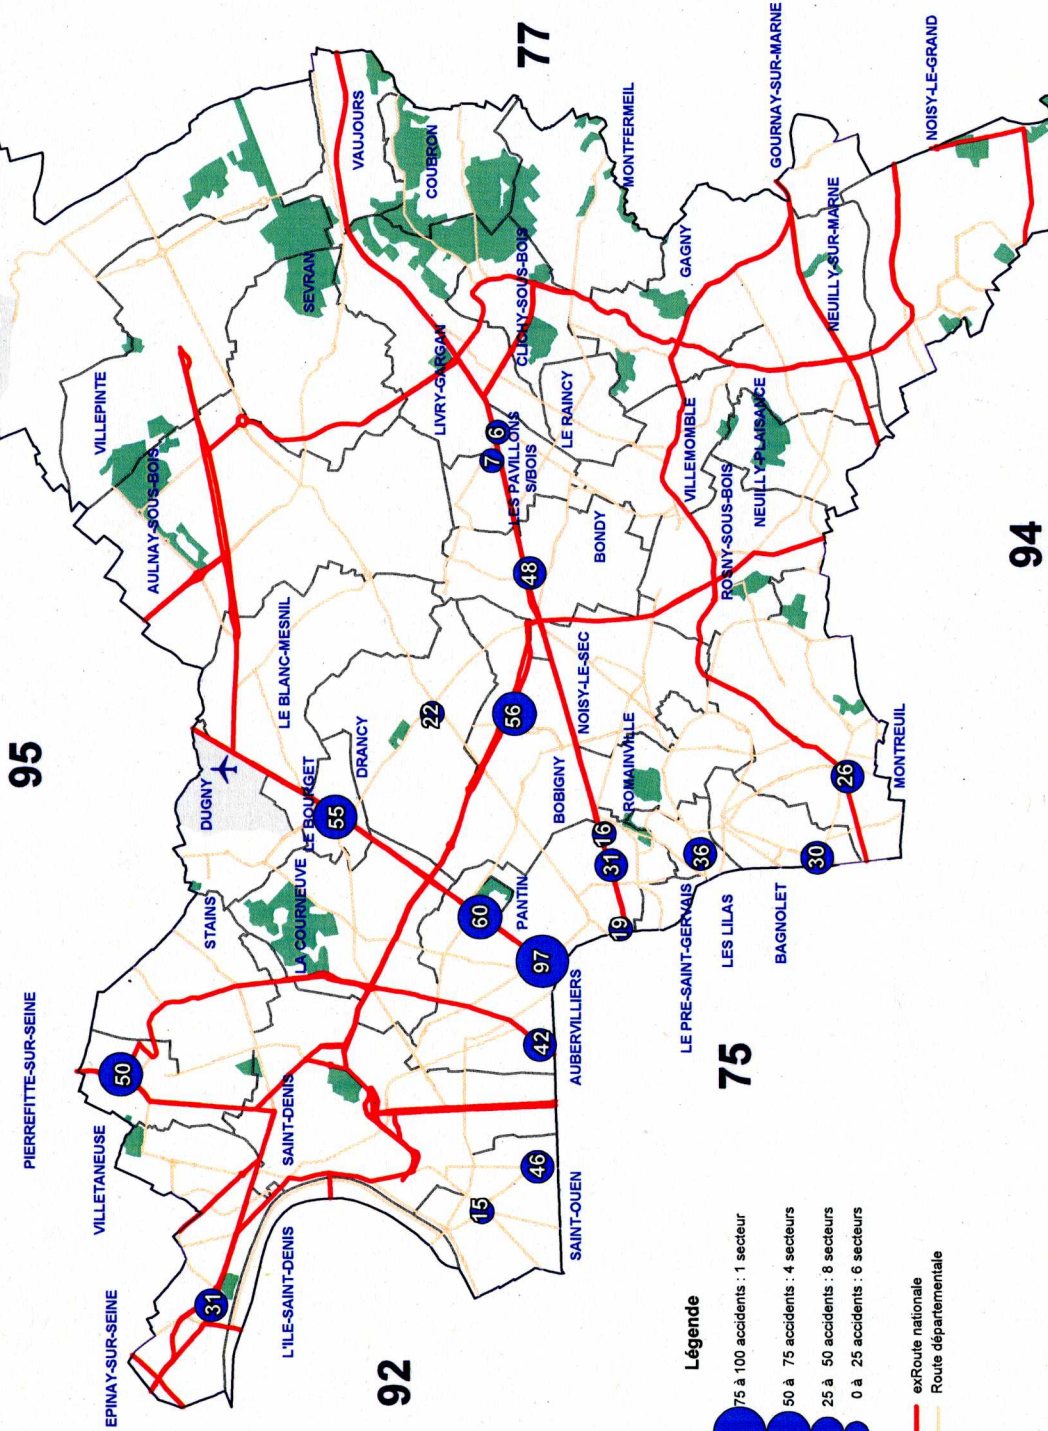 95
77
94
75
92
PIERREFITTE-SUR-SEINE
VILLETANEUSE
EPINAY-SUR-SEINE
L'ILE-SAINT-DENIS
SAINT-DENIS
STAINS
DUGNY
LA COURNEUVE
LE BOURGET
DRANCY
LE BLANC-MESNIL
AULNAY-SOUS-BOIS
VILLEPINTE
SEVRAN
VAUJOURS
COUBRON
MONTFERMEIL
CLICHY-SOUS-BOIS
LIVRY-GARGAN
LES PAVILLONS
S/BOIS
LE RAINCY
GAGNY
GOURNAY-SUR-MARNE
NOISY-LE-GRAND
NEUILLY-SUR-MARNE
NEUILLY-PLAISANCE
VILLEMOMBLE
ROSNY-SOUS-BOIS
BONDY
NOISY-LE-SEC
ROMAINVILLE
BOBIGNY
PANTIN
AUBERVILLIERS
SAINT-OUEN
LE PRE-SAINT-GERVAIS
LES LILAS
BAGNOLET
MONTREUIL
50
31
15
46
42
97
60
55
22
56
48
7
6
19
31
16
36
30
26
Légende
75 à 100 accidents : 1 secteur
50 à 75 accidents : 4 secteurs
25 à 50 accidents : 8 secteurs
0 à 25 accidents : 6 secteurs
exRoute nationale
Route départementale